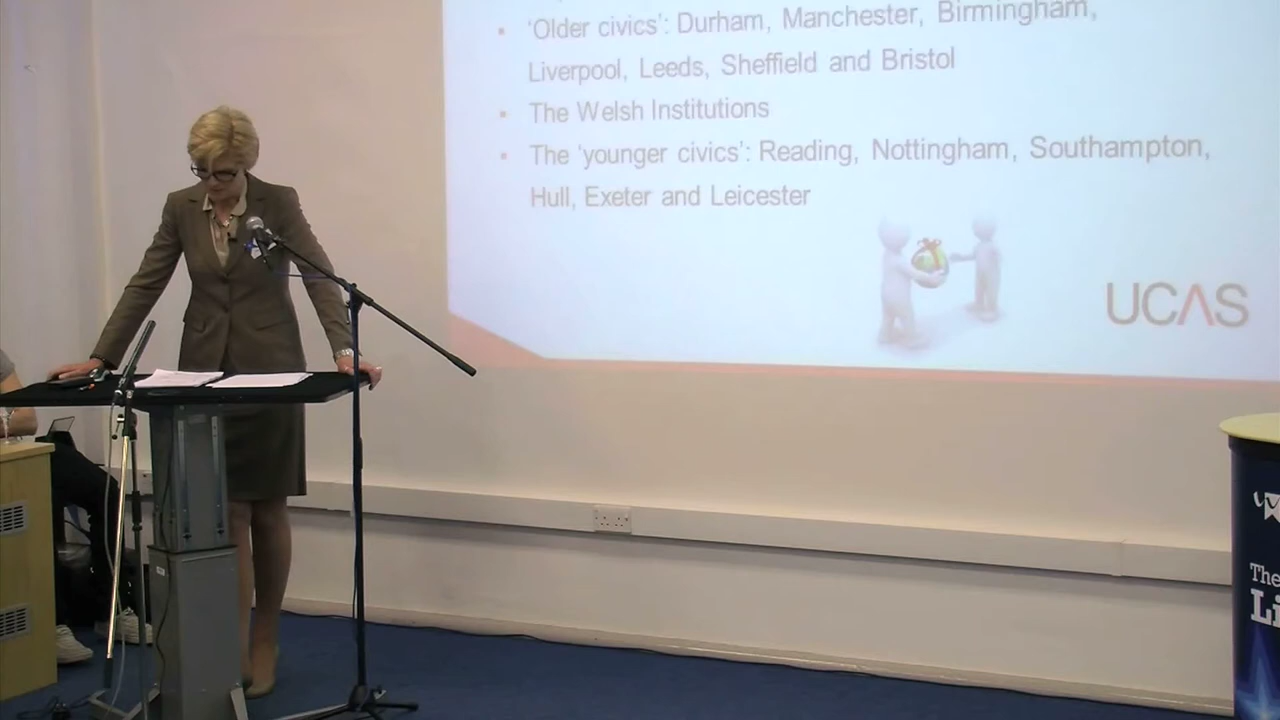 ‘Older civics’: Durham, Manchester, Birmingham,
Liverpool, Leeds, Sheffield and Bristol
The Welsh Institutions
The ‘younger civics’: Reading, Nottingham, Southampton,
Hull, Exeter and Leicester
UCAS
The
Li